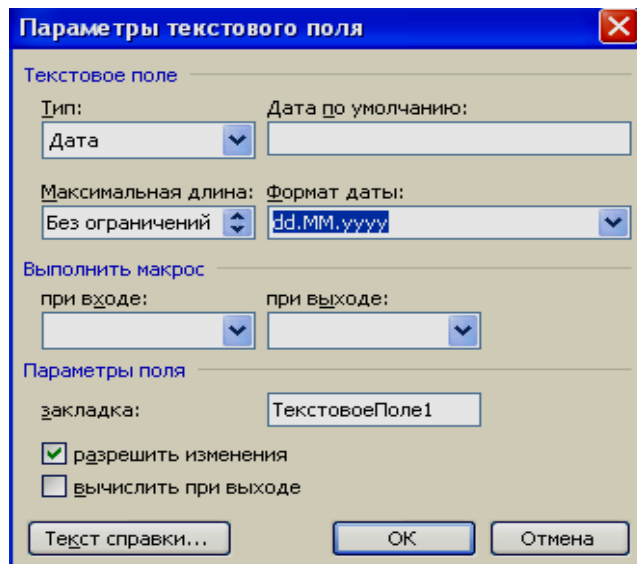 Параметры текстового поля
Текстовое поле
Тип: Дата по умолчанию:
Дата
Максимальная длина: Формат даты:
Без ограничений dd.MM.yyyy
Выполнить макрос
при входе: при выходе:
Параметры поля
закладка: ТекстовоеПоле1
разрешить изменения
вычислить при выходе
Текст справки... ОК Отмена